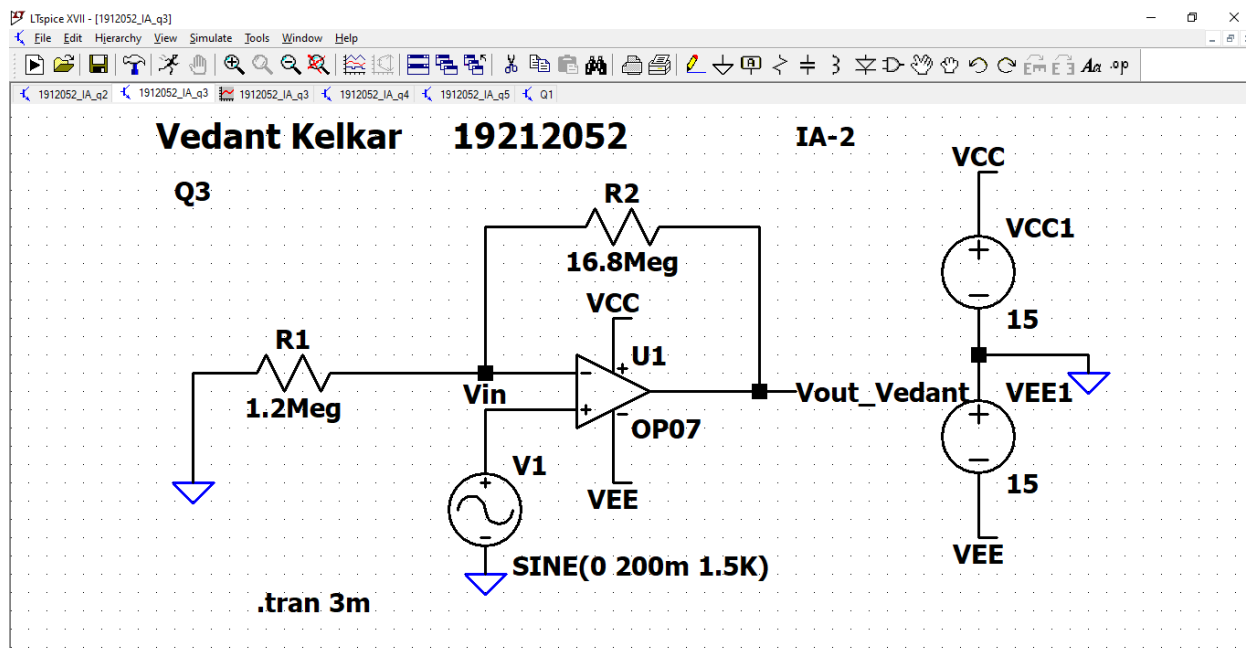 LTspice XVII - [1912052_IA_q3]
File Edit Hierarchy View Simulate Tools Window Help
Aa .op
1912052_IA_q2 1912052_IA_q3 1912052_IA_q3 1912052_IA_q4 1912052_IA_q5 Q1
Vedant Kelkar 19212052 IA-2
VCC
Q3
R2
VCC1
16.8Meg
VCC
15
R1
U1
Vin
1.2Meg
Vout_Vedant
VEE1
OP07
V1
VEE
15
SINE(0 200m 1.5K)
VEE
.tran 3m